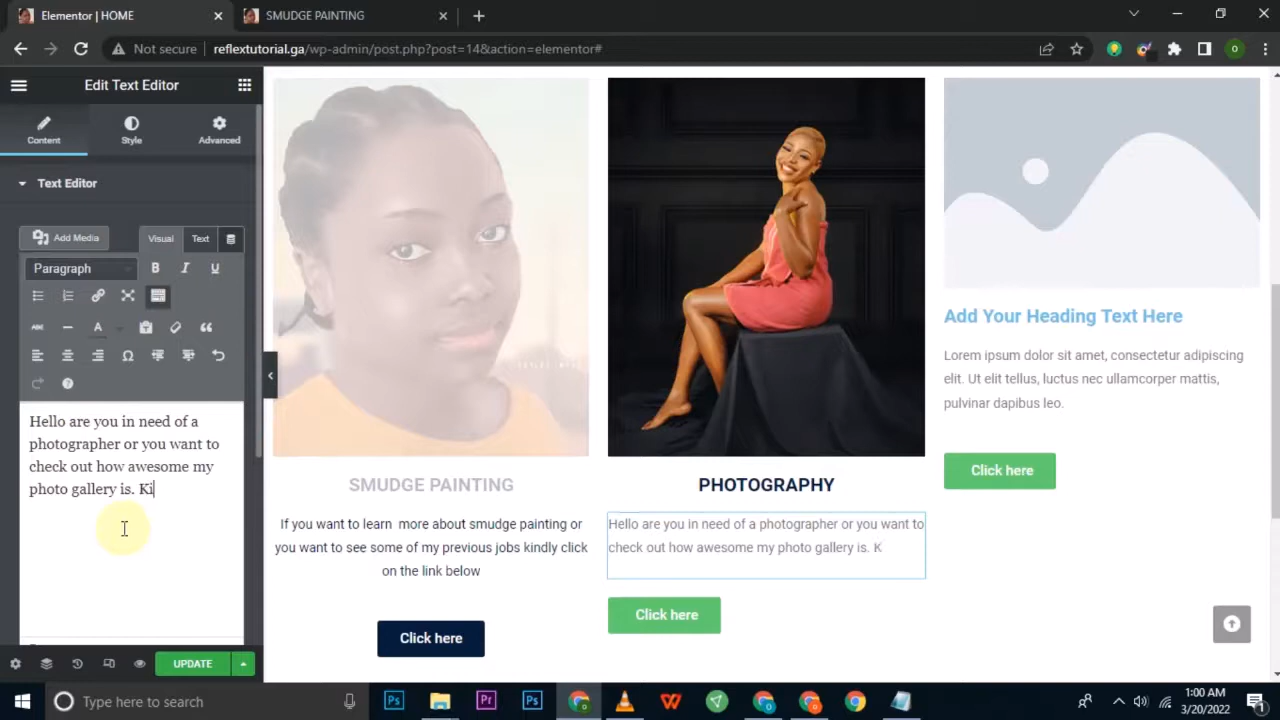 Elementor | HOME
SMUDGE PAINTING
Not secure
reflextutorial.ga/wp-admin/post.php?post=14&action=elementor#
Edit Text Editor
Content
Style
Advanced
Text Editor
Add Media
Visual
Text
Paragraph
B
I
U
ABC
A
Hello are you in need of a
photographer or you want to
check out how awesome my
photo gallery is. Ki
UPDATE
SMUDGE PAINTING
If you want to learn more about smudge painting or
you want to see some of my previous jobs kindly click
on the link below
Click here
PHOTOGRAPHY
Hello are you in need of a photographer or you want to
check out how awesome my photo gallery is. K
Click here
Add Your Heading Text Here
Lorem ipsum dolor sit amet, consectetur adipiscing
elit. Ut elit tellus, luctus nec ullamcorper mattis,
pulvinar dapibus leo.
Click here
Type here to search
Ps
Pr
Ps
1:00 AM
3/20/2022